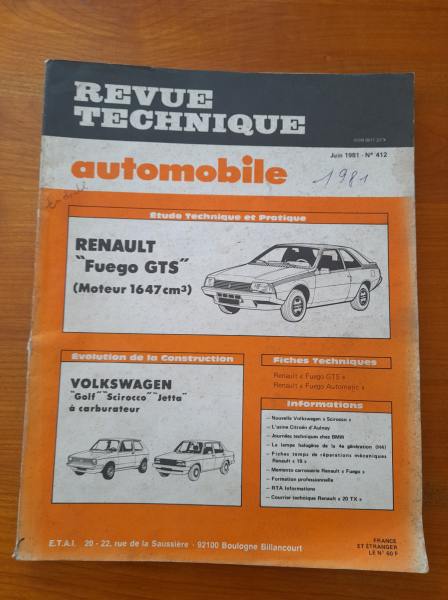 REVUE
TECHNIQUE
automobile
Juin 1981 - N° 412
1981
Étude Technique et Pratique
RENAULT
"Fuego GTS"
(Moteur 1647cm³)
Évolution de la Construction
VOLKSWAGEN
"Golf" "Scirocco" "Jetta"
à carburateur
Fiches Techniques
Renault « Fuego GTS »
Renault « Fuego Automatic »
Informations
— Nouvelle Volkswagen « Scirocco »
— L'usine Citroën d'Aulnay
— Journées techniques chez BMW
— La lampe halogène de la 4e génération (H4)
— Fiches temps de réparations mécaniques
Renault « 18 »
— Memento carrosserie Renault « Fuego »
— Formation professionnelle
— RTA Informations
— Courrier technique Renault « 20 TX »
E.T.A.I. 20 - 22, rue de la Saussière - 92100 Boulogne Billancourt
FRANCE
ET ÉTRANGER
LE N° 60 F